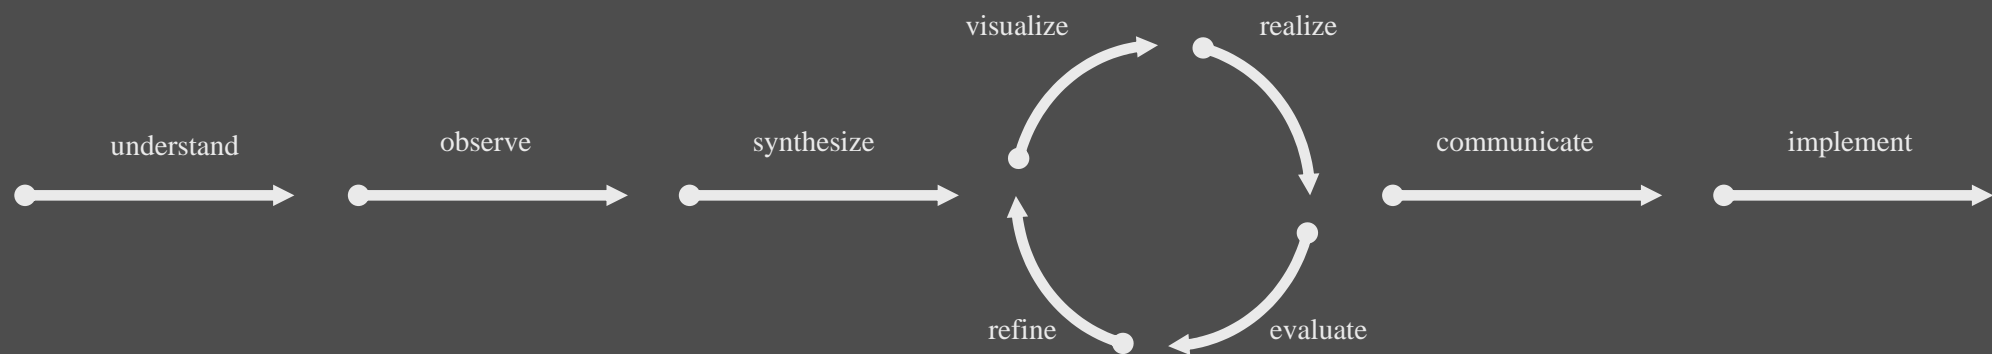 understand
observe
synthesize
visualize
realize
evaluate
refine
communicate
implement